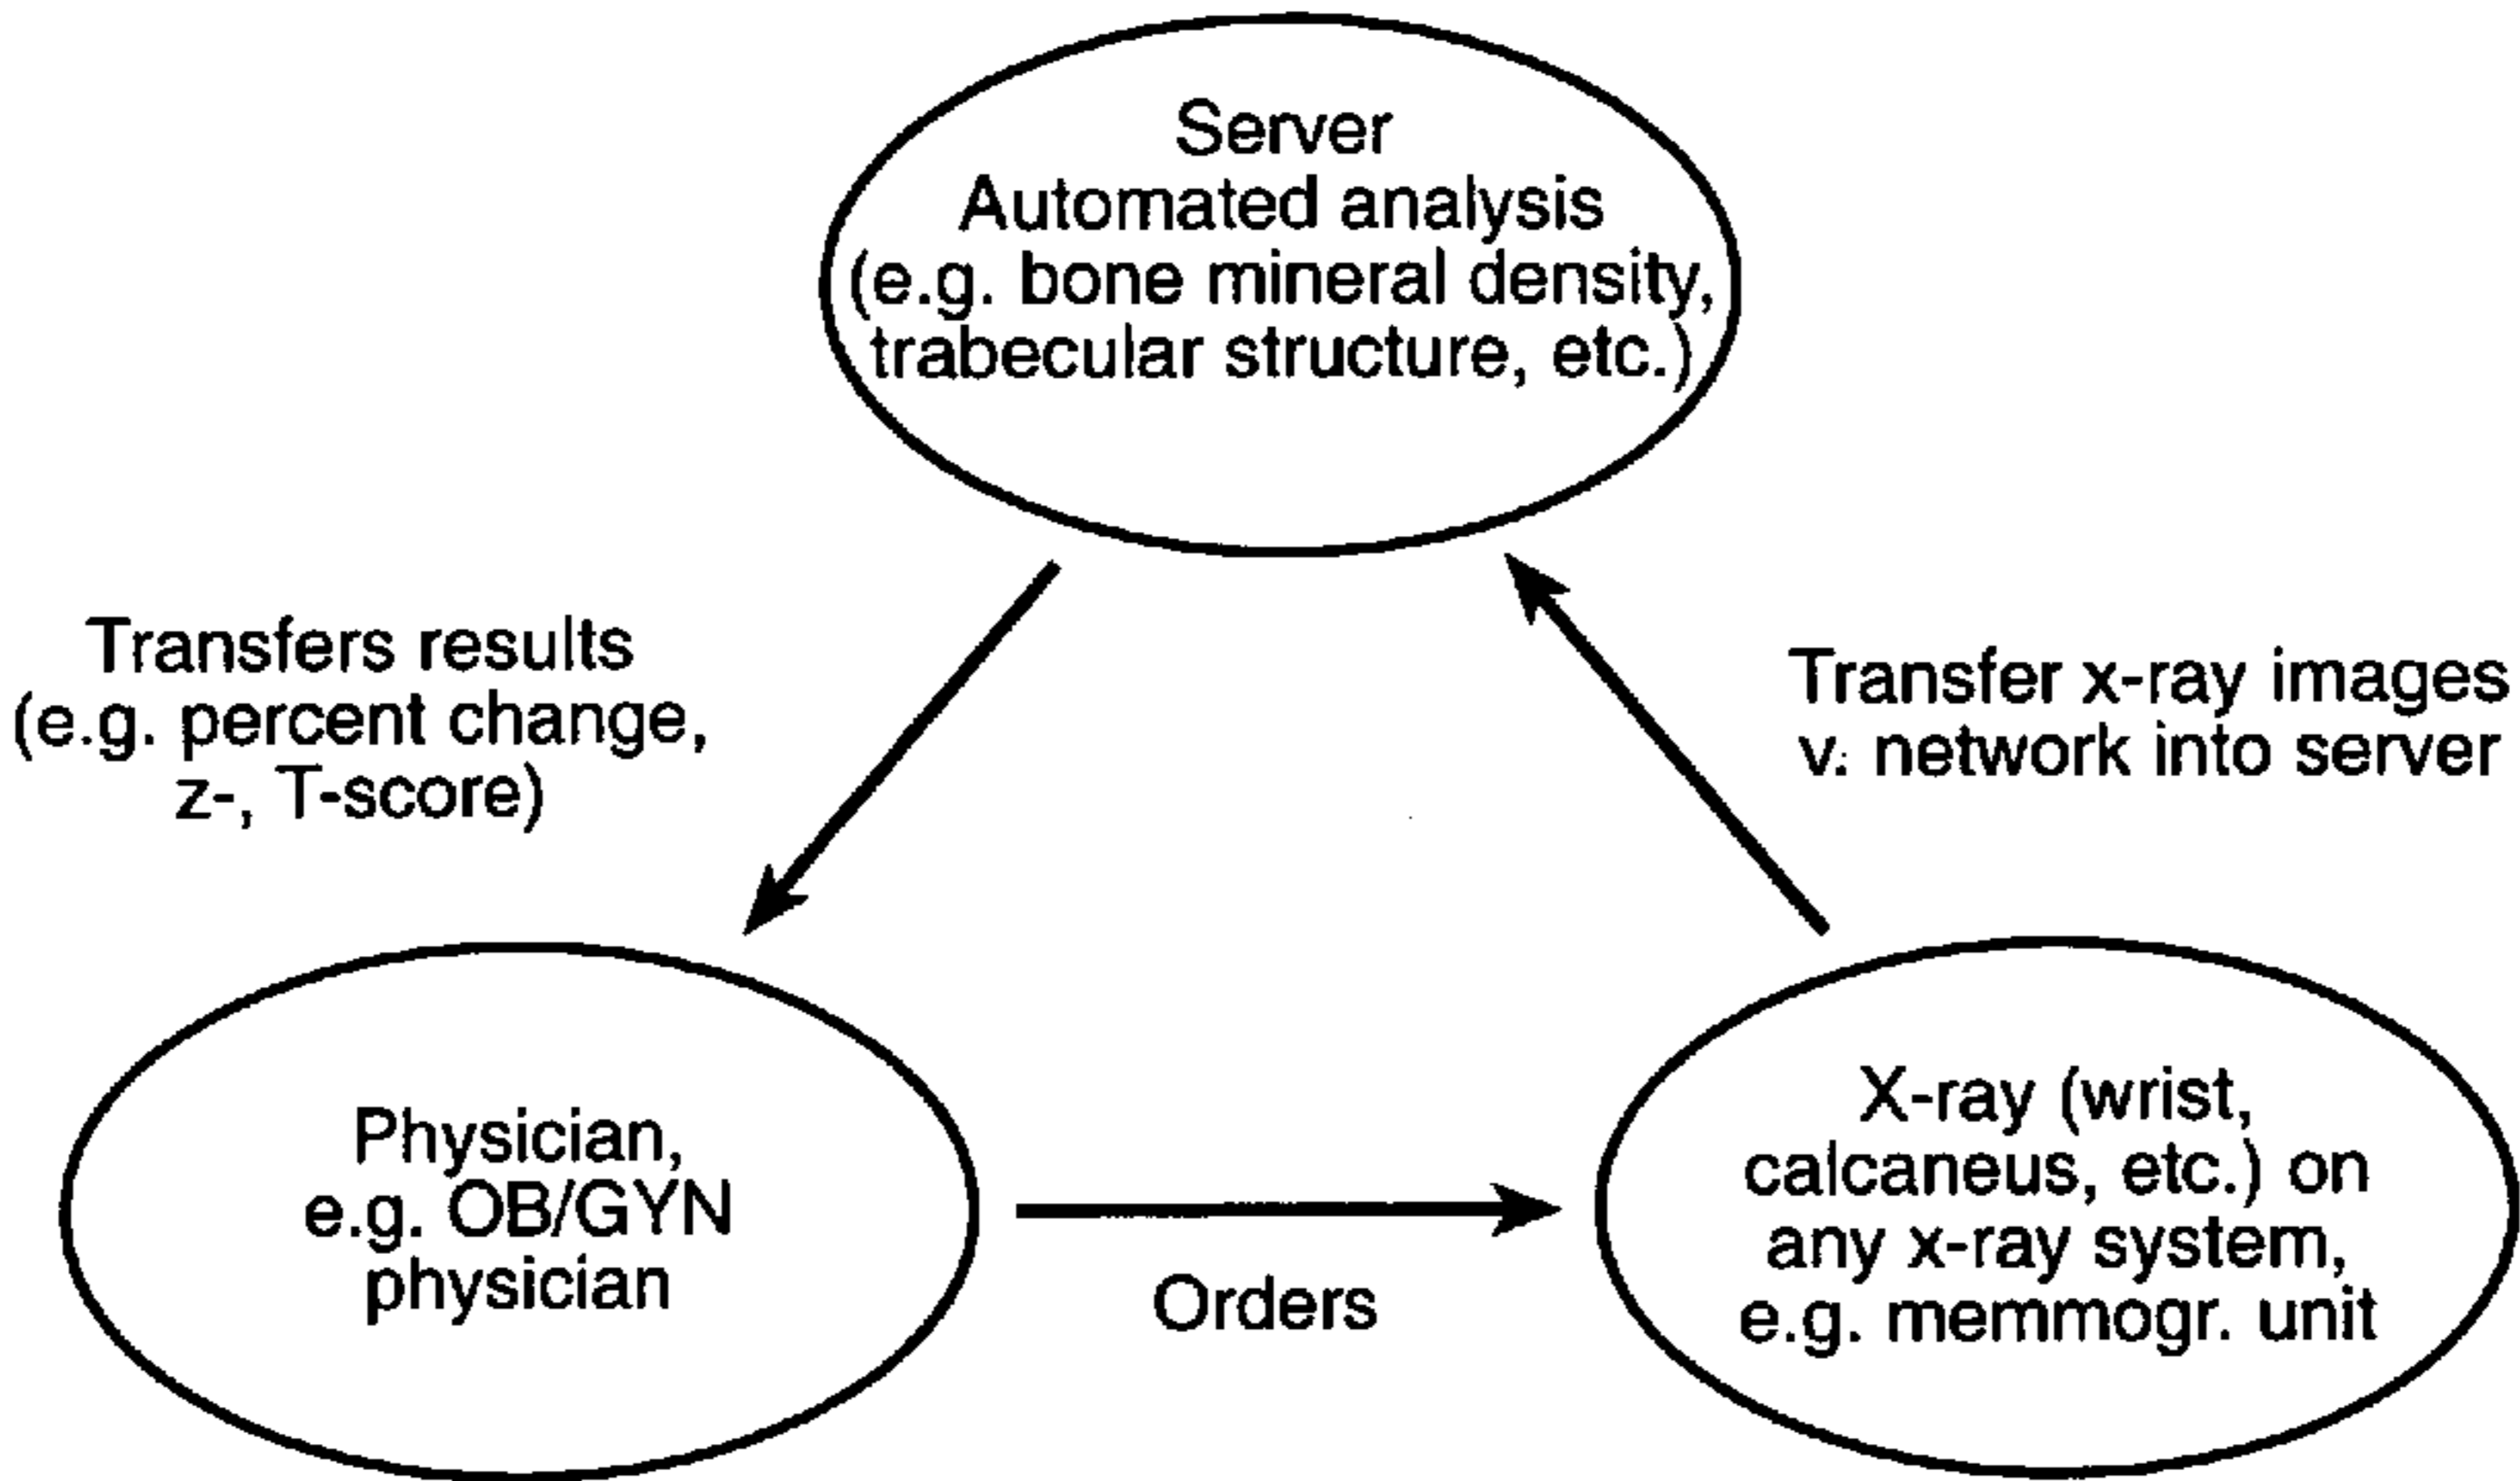 Server
Automated analysis
(e.g. bone mineral density,
trabecular structure, etc.)
Transfers results
(e.g. percent change,
z-, T-score)
Transfer x-ray images
v. network into server
Physician,
e.g. OB/GYN
physician
Orders
X-ray (wrist,
calcaneus, etc.) on
any x-ray system,
e.g. memmogr. unit